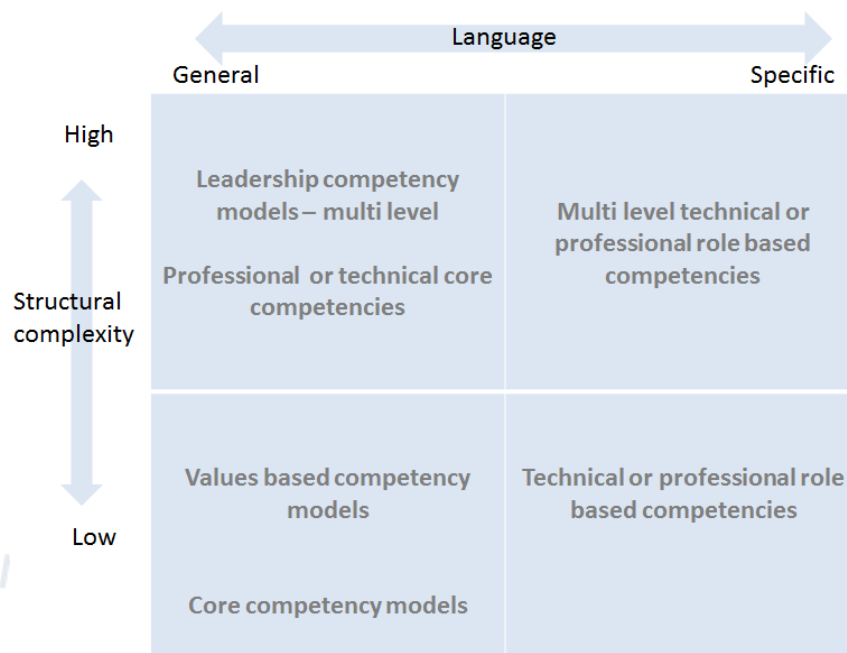 Language
General
Specific
High
Leadership competency
models – multi level
Professional or technical core
competencies
Multi level technical or
professional role based
competencies
Structural
complexity
Values based competency
models
Core competency models
Technical or professional role
based competencies
Low